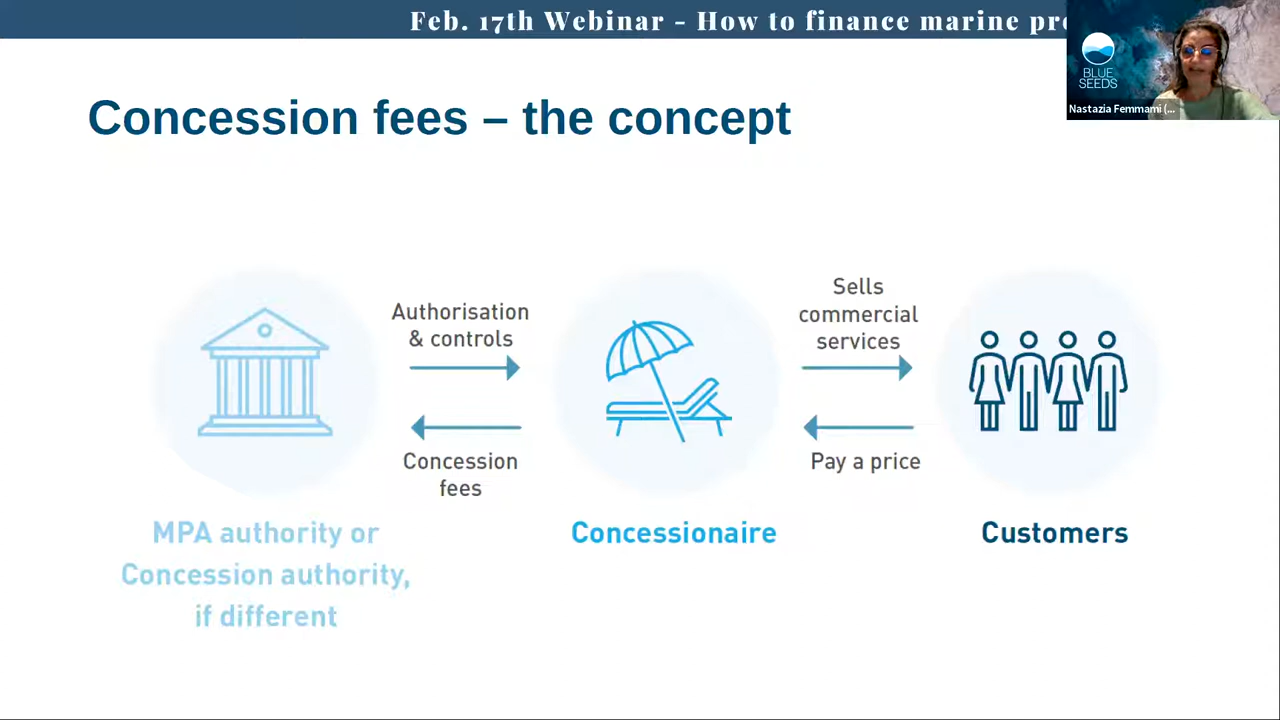 Feb. 17th Webinar - How to finance marine pro
BLUE
SEEDS
Nastazia Femmami (...
Concession fees – the concept
Authorisation
& controls
Concession
fees
Sells
commercial
services
Pay a price
MPA authority or
Concession authority,
if different
Concessionaire
Customers